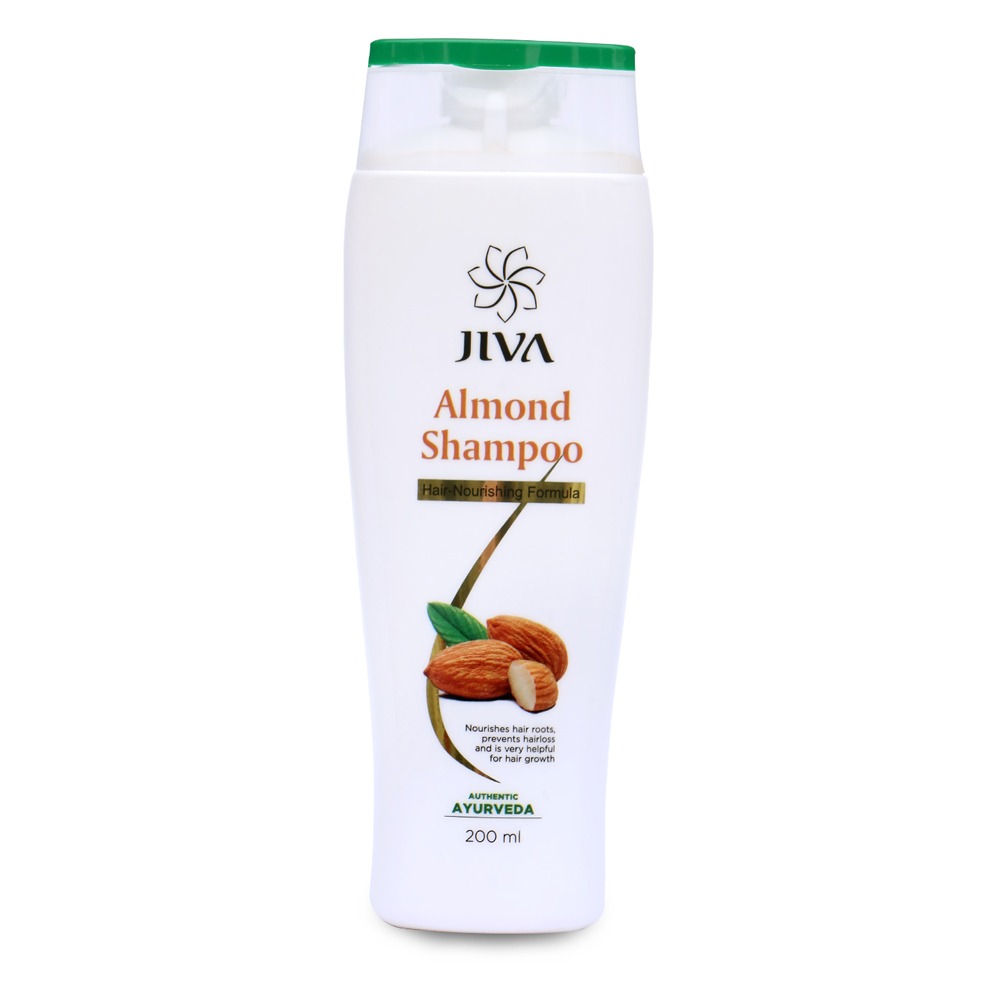 JIVA
Almond
Shampoo
Hair-Nourishing Formula
Nourishes hair roots,
prevents hairloss
and is very helpful
for hair growth
AUTHENTIC
AYURVEDA
200 ml